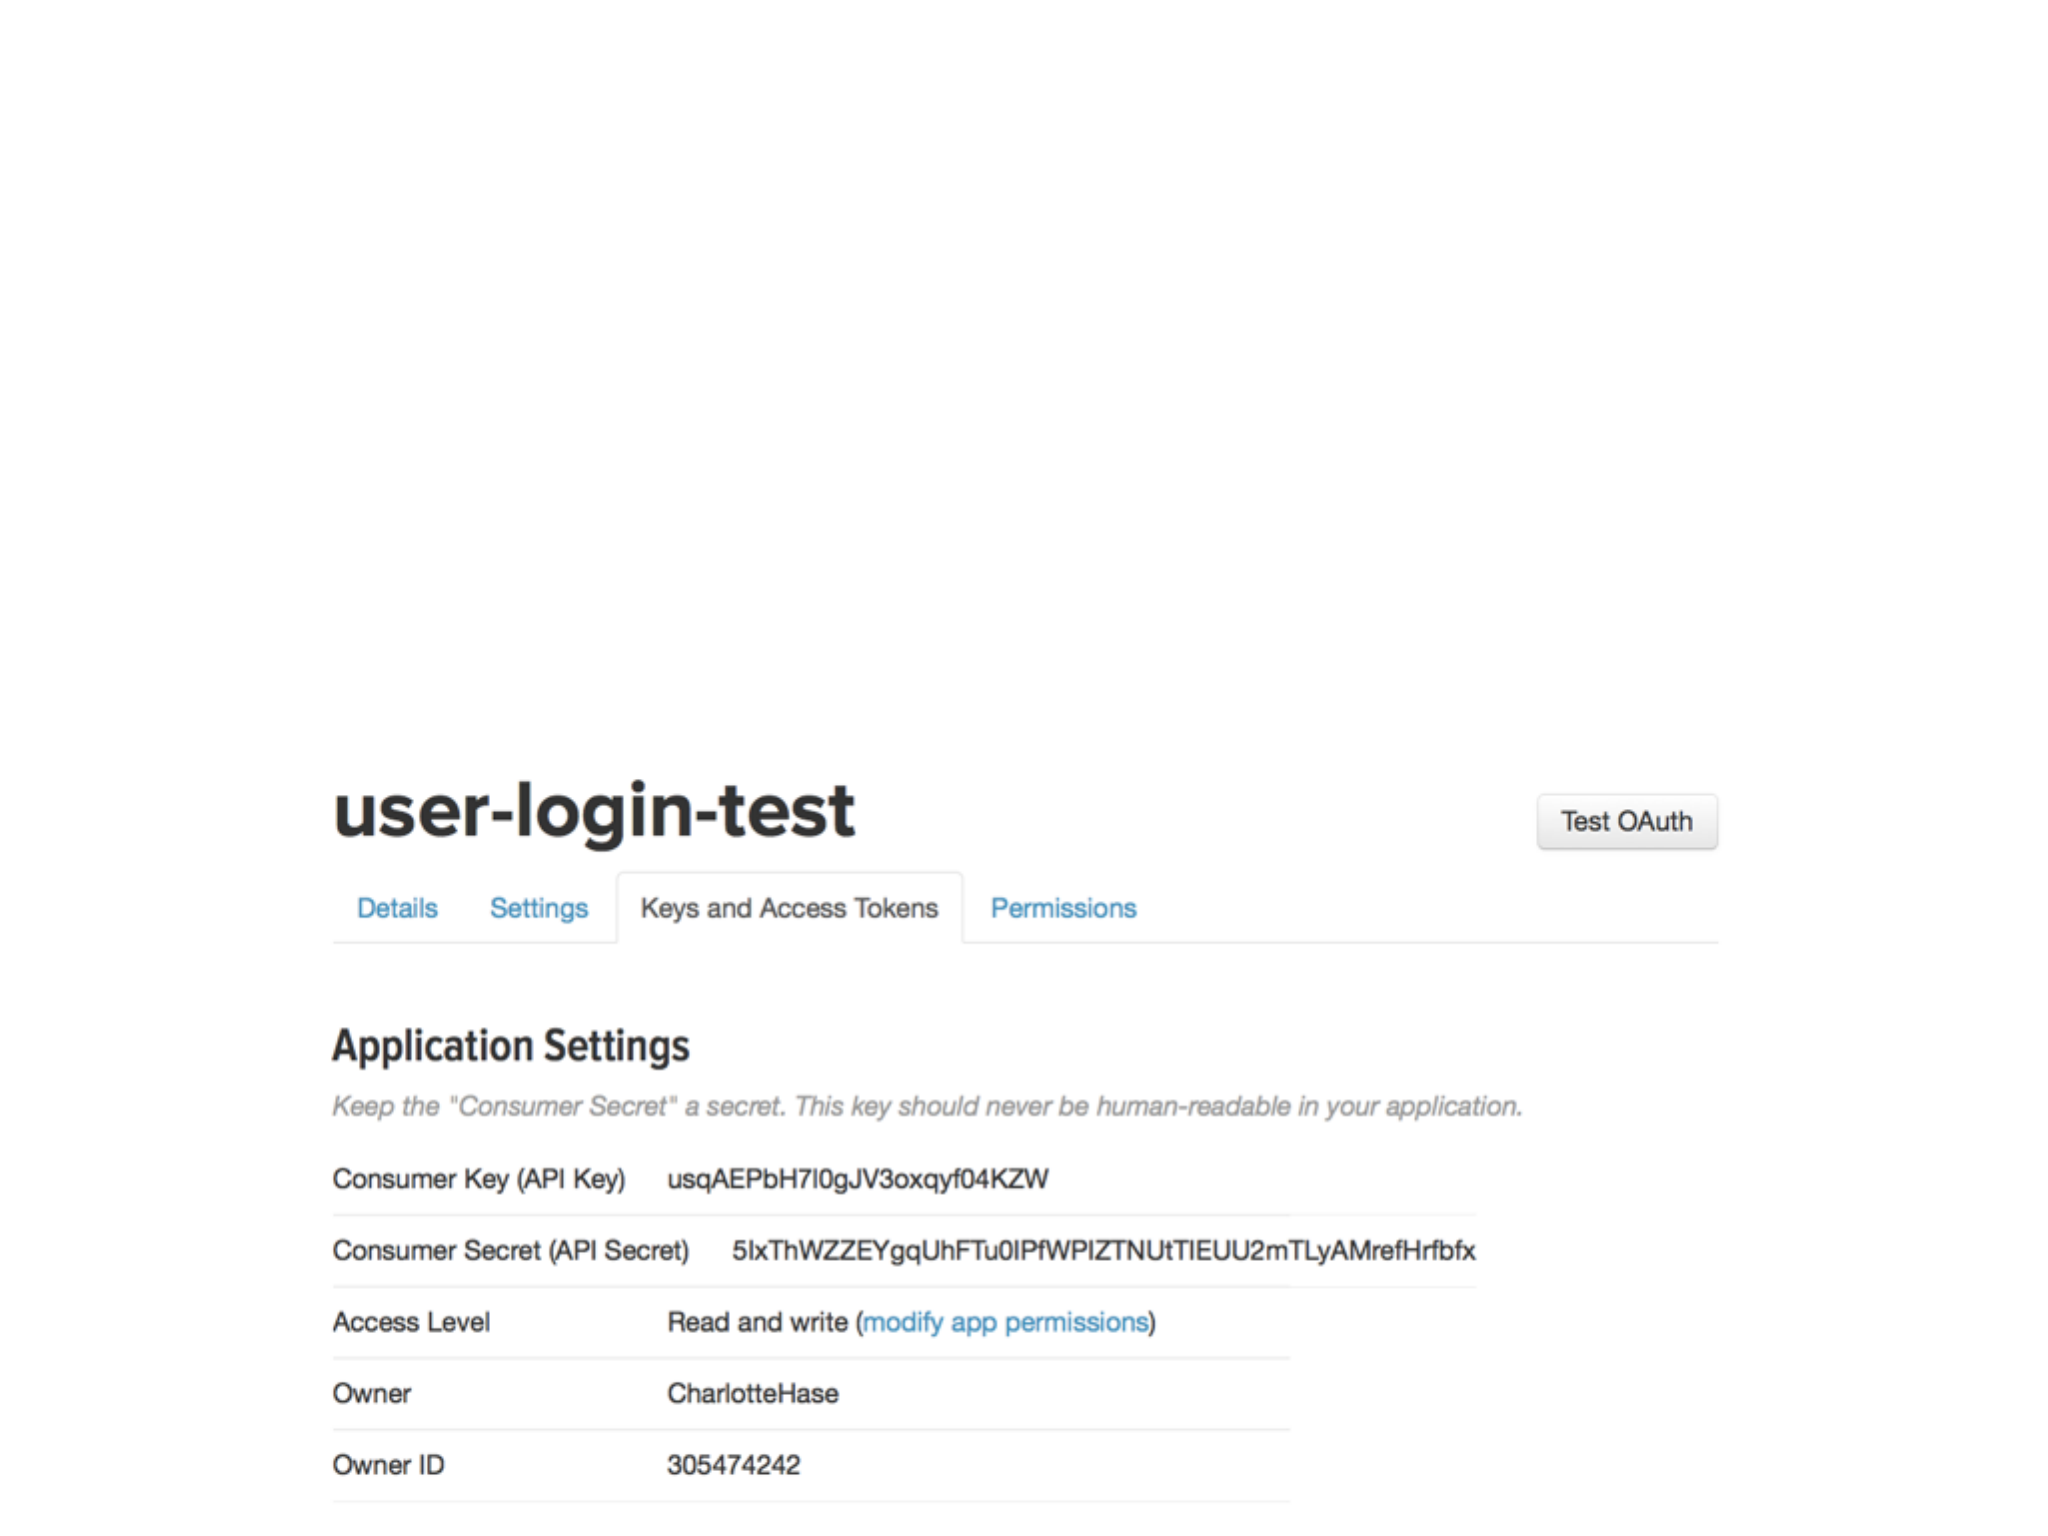 user-login-test
Test OAuth
Details Settings Keys and Access Tokens Permissions
Application Settings
Keep the "Consumer Secret" a secret. This key should never be human-readable in your application.
Consumer Key (API Key) usqAEPbH7l0gJV3oxqyf04KZW
Consumer Secret (API Secret) 5IxThWZZEYgqUhFTu0IPfWPIZTNUtTIEUU2mTLyAMrefHrfbfx
Access Level Read and write (modify app permissions)
Owner CharlotteHase
Owner ID 305474242